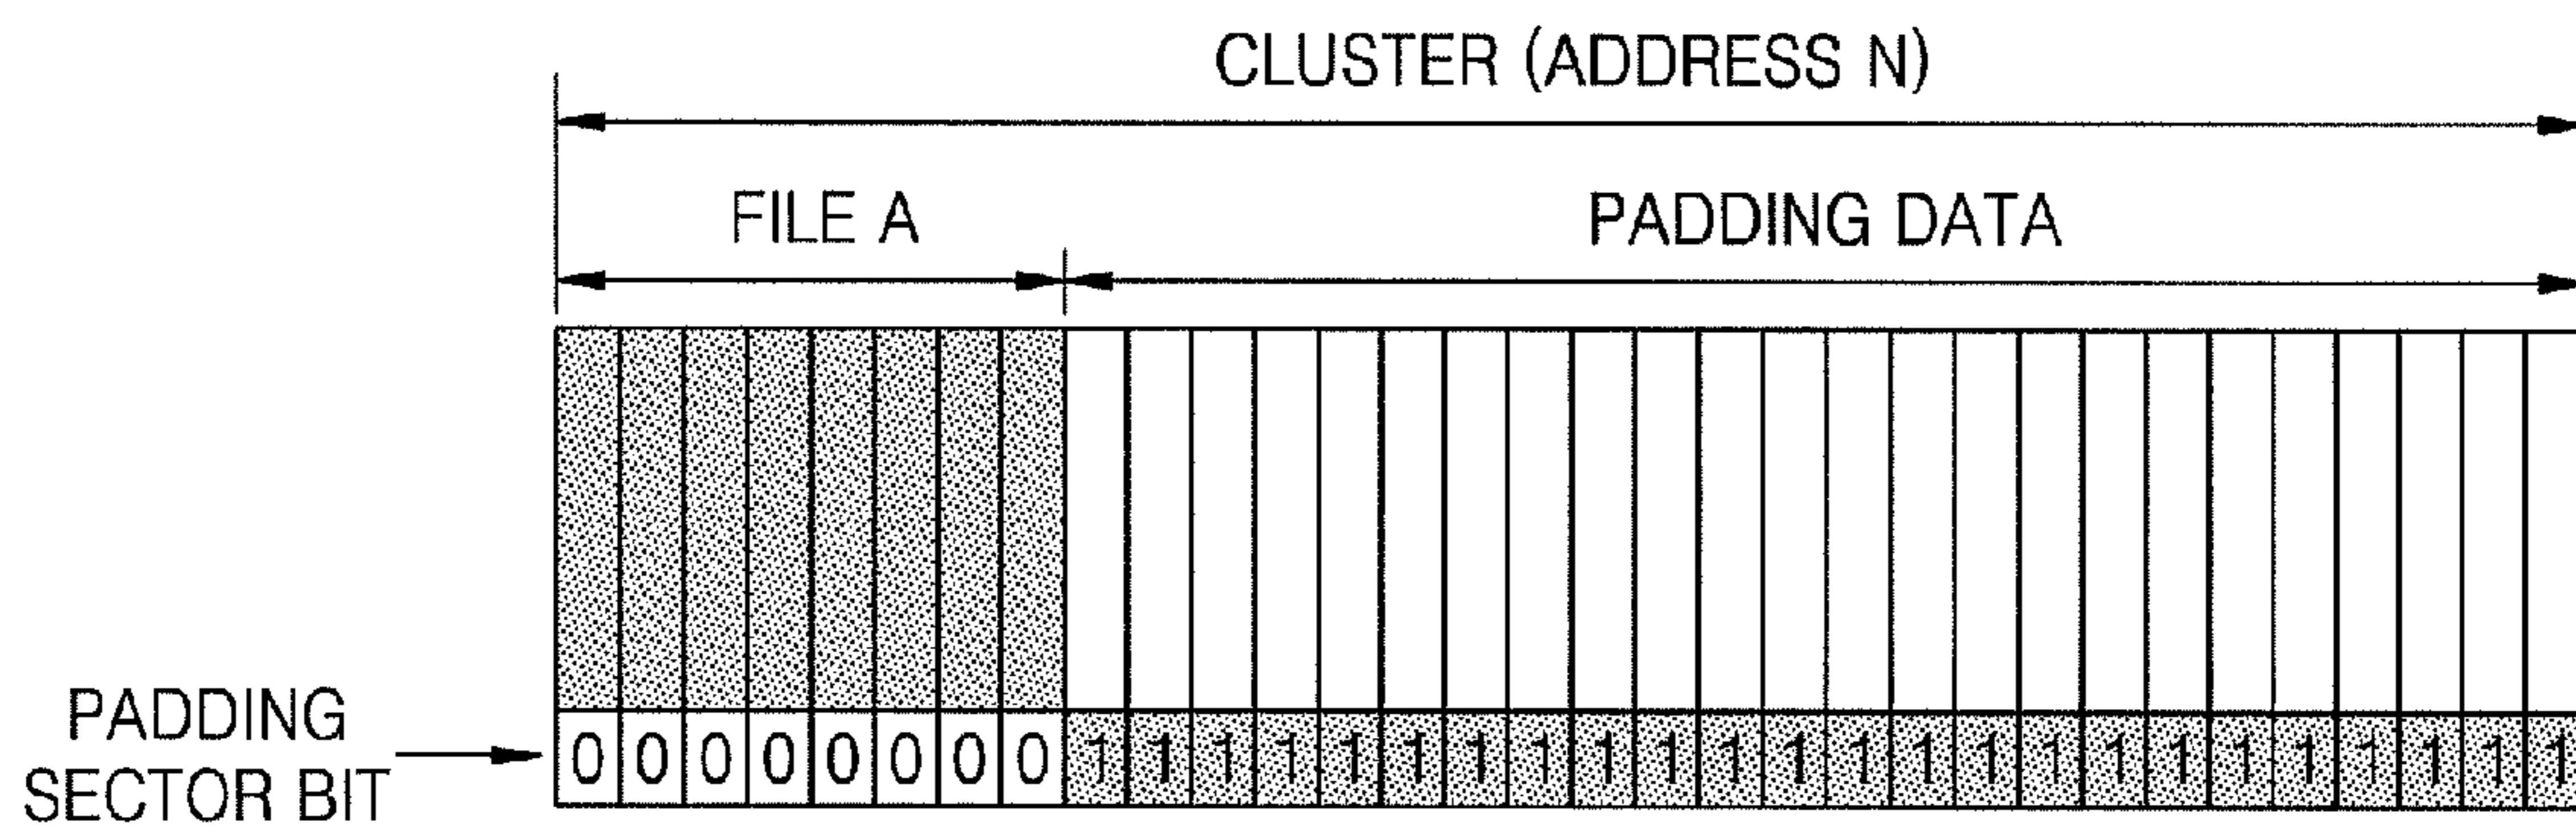 CLUSTER (ADDRESS N)
FILE A
PADDING DATA
PADDING
SECTOR BIT
0 0 0 0 0 0 0 0 1 1 1 1 1 1 1 1 1 1 1 1 1 1 1 1 1 1 1 1 1 1 1 1